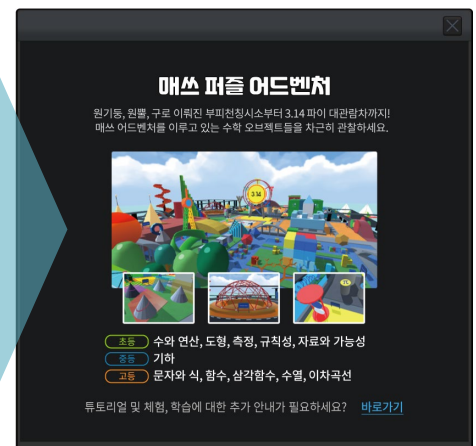 매쓰 퍼즐 어드벤처
원기둥, 원뿔, 구로 이뤄진 부피천칭시소부터 3.14 파이 대관람차까지!
매쓰 어드벤처를 이루고 있는 수학 오브젝트들을 차근히 관찰하세요.
3.14
초등 수와 연산, 도형, 측정, 규칙성, 자료와 가능성
중등 기하
고등 문자와 식, 함수, 삼각함수, 수열, 이차곡선
튜토리얼 및 체험, 학습에 대한 추가 안내가 필요하세요? 바로가기